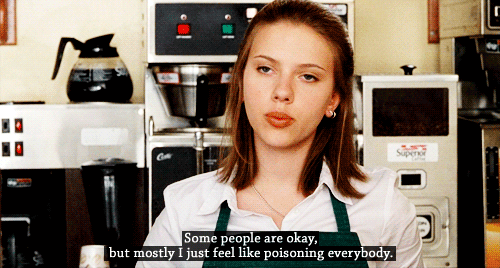 Superior
Some people are okay,
but mostly I just feel like poisoning everybody.